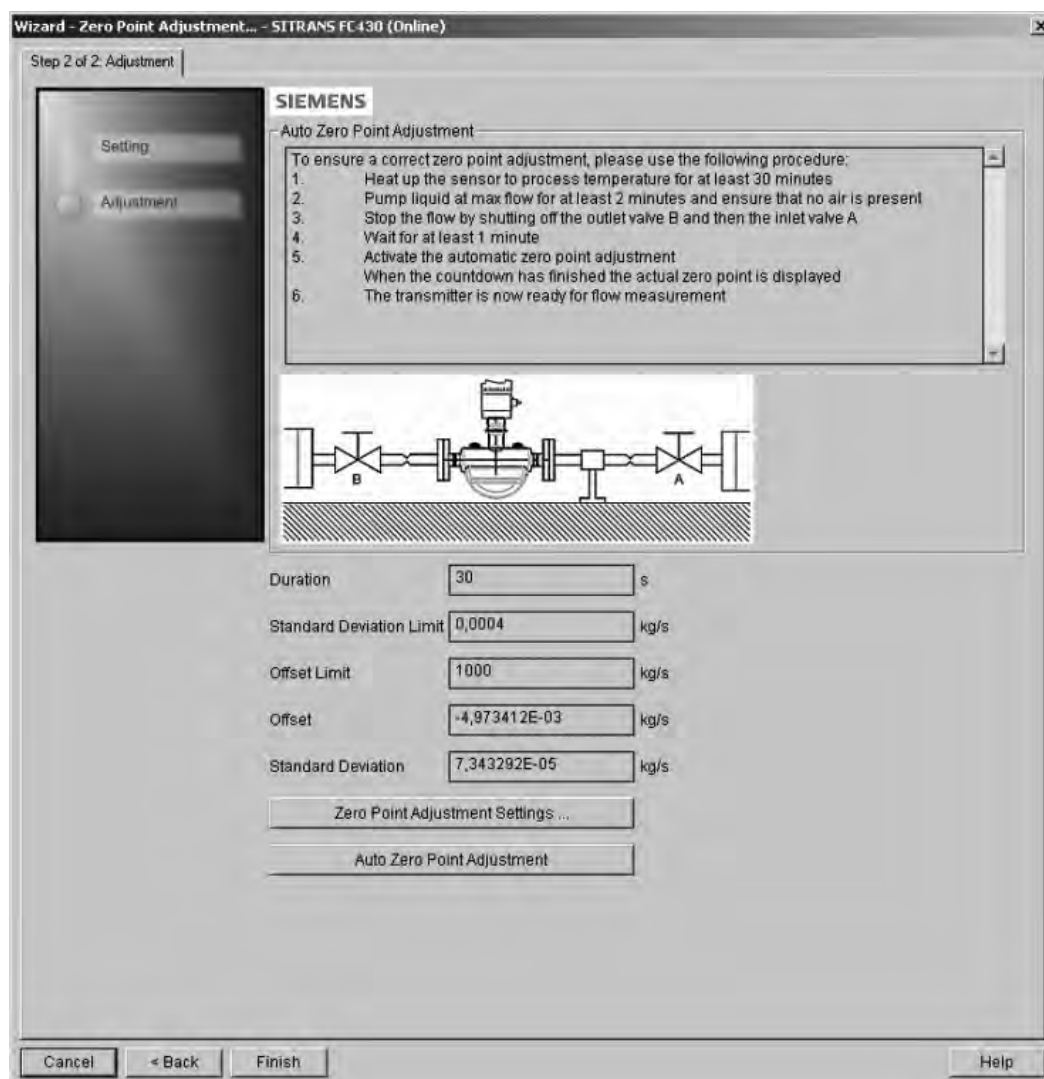 Wizard - Zero Point Adjustment... - SITRANS FC430 (Online)
Step 2 of 2: Adjustment
Setting
Adjustment
SIEMENS
Auto Zero Point Adjustment
To ensure a correct zero point adjustment, please use the following procedure:
1. Heat up the sensor to process temperature for at least 30 minutes
2. Pump liquid at max flow for at least 2 minutes and ensure that no air is present
3. Stop the flow by shutting off the outlet valve B and then the inlet valve A
4. Wait for at least 1 minute
5. Activate the automatic zero point adjustment
When the countdown has finished the actual zero point is displayed
6. The transmitter is now ready for flow measurement
B A
Duration 30 s
Standard Deviation Limit 0,0004 kg/s
Offset Limit 1000 kg/s
Offset -4,973412E-03 kg/s
Standard Deviation 7,343292E-05 kg/s
Zero Point Adjustment Settings ...
Auto Zero Point Adjustment
Cancel < Back Finish Help